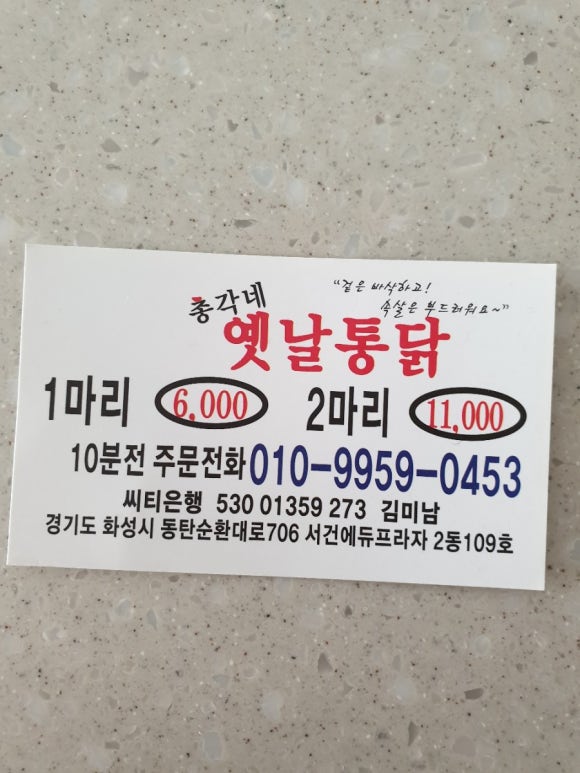 "겉은 바삭하고!
속살은 부드러워요~"
총각네
옛날통닭
1마리 6,000 2마리 11,000
10분전 주문전화 010-9959-0453
씨티은행 530 01359 273 김미남
경기도 화성시 동탄순환대로706 서건에듀프라자 2동109호